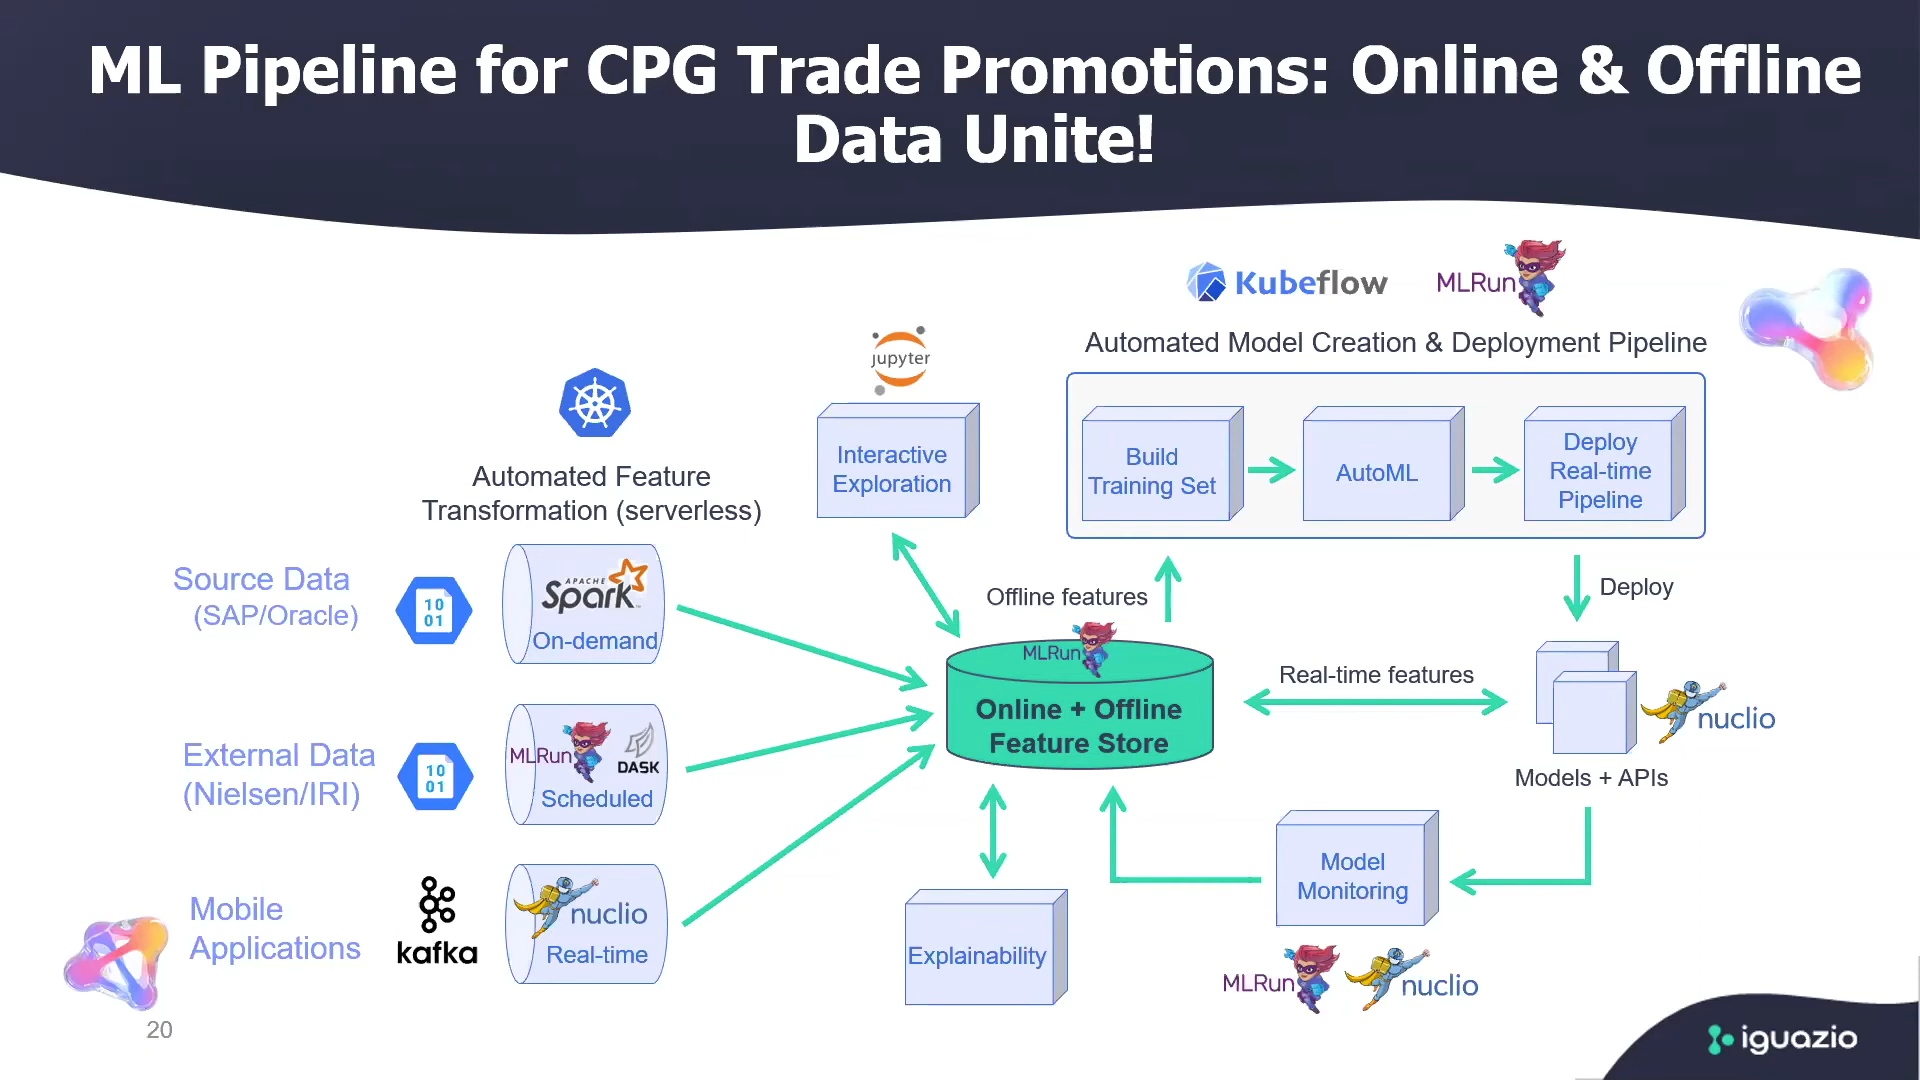 ML Pipeline for CPG Trade Promotions: Online & Offline
Data Unite!
Kubeflow
MLRun
Automated Model Creation & Deployment Pipeline
jupyter
Interactive
Exploration
Build
Training Set
AutoML
Deploy
Real-time
Pipeline
Automated Feature
Transformation (serverless)
Source Data
(SAP/Oracle)
10
01
APACHE
Spark
On-demand
Offline features
Deploy
MLRun
Online + Offline
Feature Store
Real-time features
nuclio
Models + APIs
External Data
(Nielsen/IRI)
10
01
MLRun
DASK
Scheduled
Mobile
Applications
kafka
nuclio
Real-time
Explainability
Model
Monitoring
MLRun
nuclio
20
iguazio